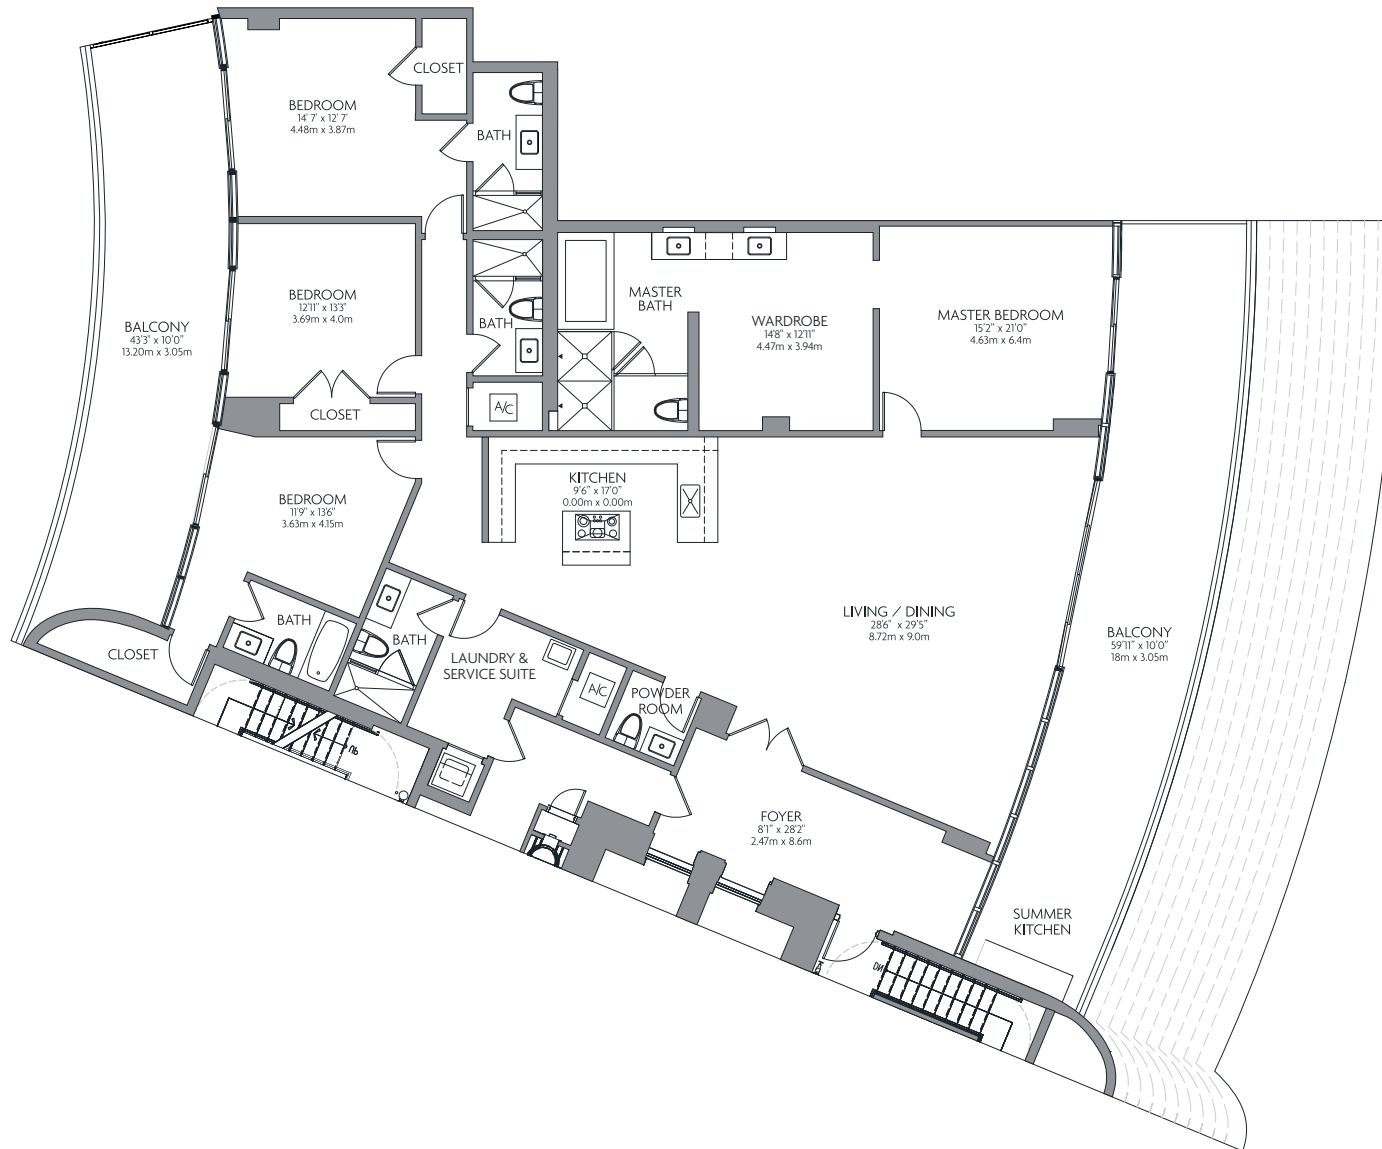 CLOSET
BEDROOM
14' 7' x 12' 7'
4.48m x 3.87m
BATH
BEDROOM
12'11" x 13'3"
3.69m x 4.0m
BATH
MASTER
BATH
WARDROBE
14'8" x 12'11"
4.47m x 3.94m
MASTER BEDROOM
15'2" x 21'0"
4.63m x 6.4m
BALCONY
43'3" x 10'0"
13.20m x 3.05m
CLOSET
A/C
KITCHEN
9'6" x 17'0"
0.00m x 0.00m
BEDROOM
11'9" x 13'6"
3.63m x 4.15m
LIVING / DINING
28'6" x 29'5"
8.72m x 9.0m
BALCONY
59'11" x 10'0"
18m x 3.05m
BATH
BATH
CLOSET
LAUNDRY &
SERVICE SUITE
A/C
POWDER
ROOM
UP
FOYER
8'1" x 28'2"
2.47m x 8.6m
SUMMER
KITCHEN
DN